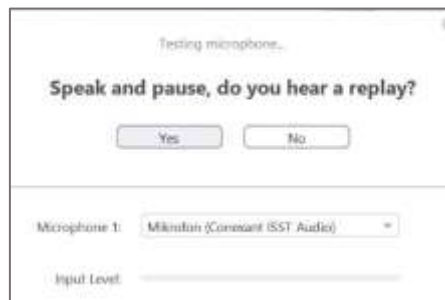 Testing microphone...
Speak and pause, do you hear a replay?
Yes
No
Microphone 1:
Mikrofon (Conexant ISST Audio)
Input Level: